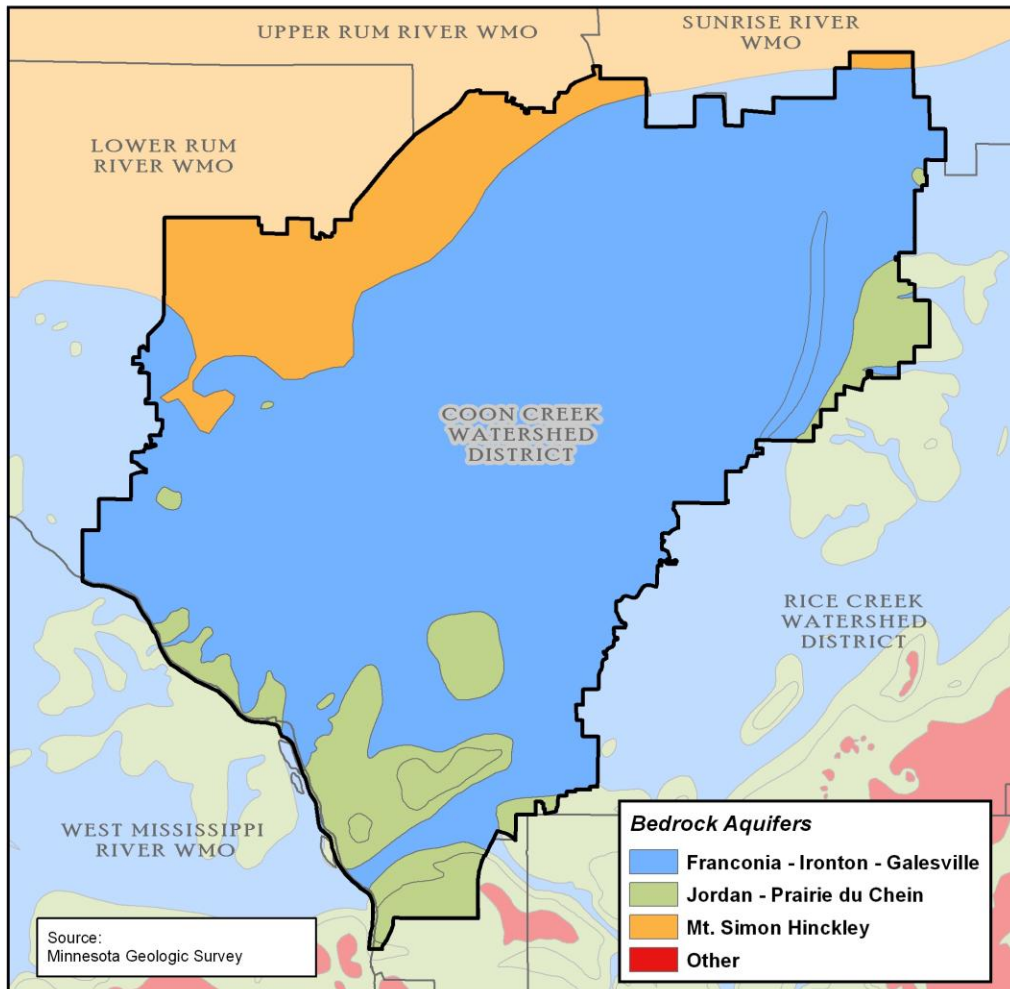 UPPER RUM RIVER WMO
SUNRISE RIVER
WMO
LOWER RUM
RIVER WMO
COON CREEK
WATERSHED
DISTRICT
RICE CREEK
WATERSHED
DISTRICT
WEST MISSISSIPPI
RIVER WMO
Bedrock Aquifers
Franconia - Ironton - Galesville
Jordan - Prairie du Chein
Mt. Simon Hinckley
Other
Source:
Minnesota Geologic Survey